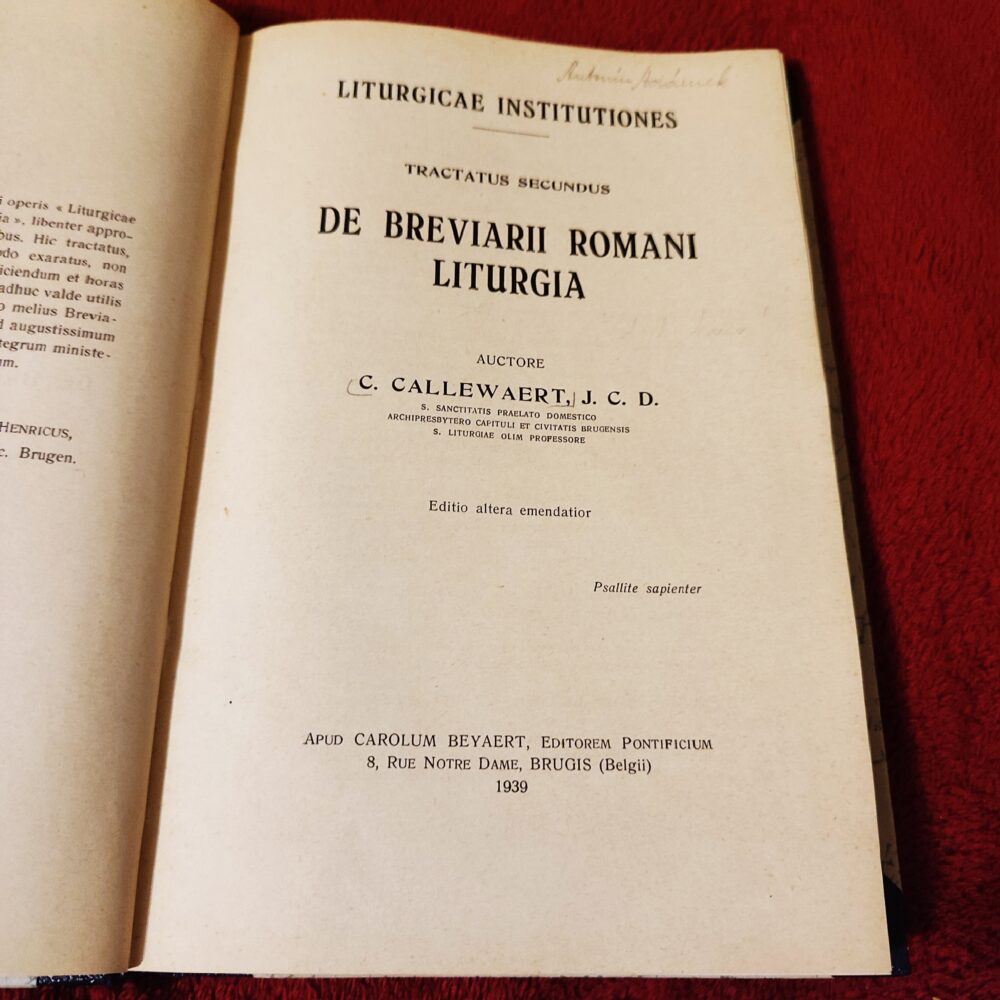 i operis « Liturgicae
ia », libenter appro-
bus. Hic tractatus,
odo exaratus, non
iciendum et horas
adhuc valde utilis
o melius Brevia-
d augustissimum
tegrum ministe-
um.
HENRICUS,
c. Brugen.
LITURGICAE INSTITUTIONES
TRACTATUS SECUNDUS
DE BREVIARII ROMANI
LITURGIA
AUCTORE
C. CALLEWAERT, J. C. D.
S. SANCTITATIS PRAELATO DOMESTICO
ARCHIPRESBYTERO CAPITULI ET CIVITATIS BRUGENSIS
S. LITURGIAE OLIM PROFESSORE
Editio altera emendatior
Psallite sapienter
APUD CAROLUM BEYAERT, EDITOREM PONTIFICIUM
8, RUE NOTRE DAME, BRUGIS (Belgii)
1939